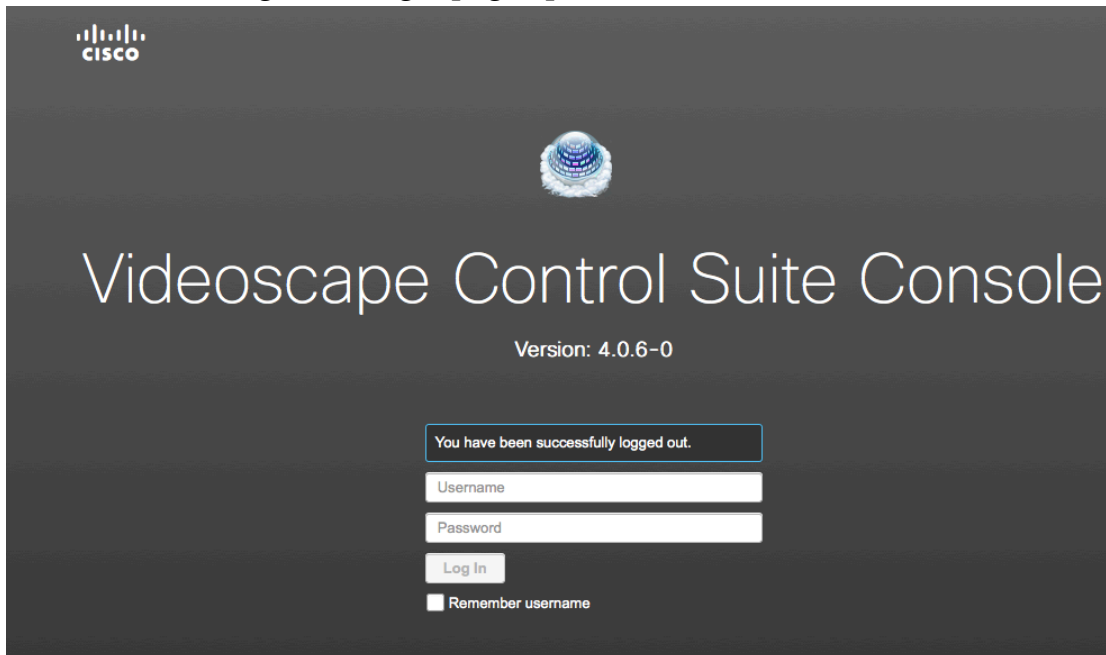 CISCO
Videoscape Control Suite Console
Version: 4.0.6-0
You have been successfully logged out.
Username
Password
Log In
Remember username